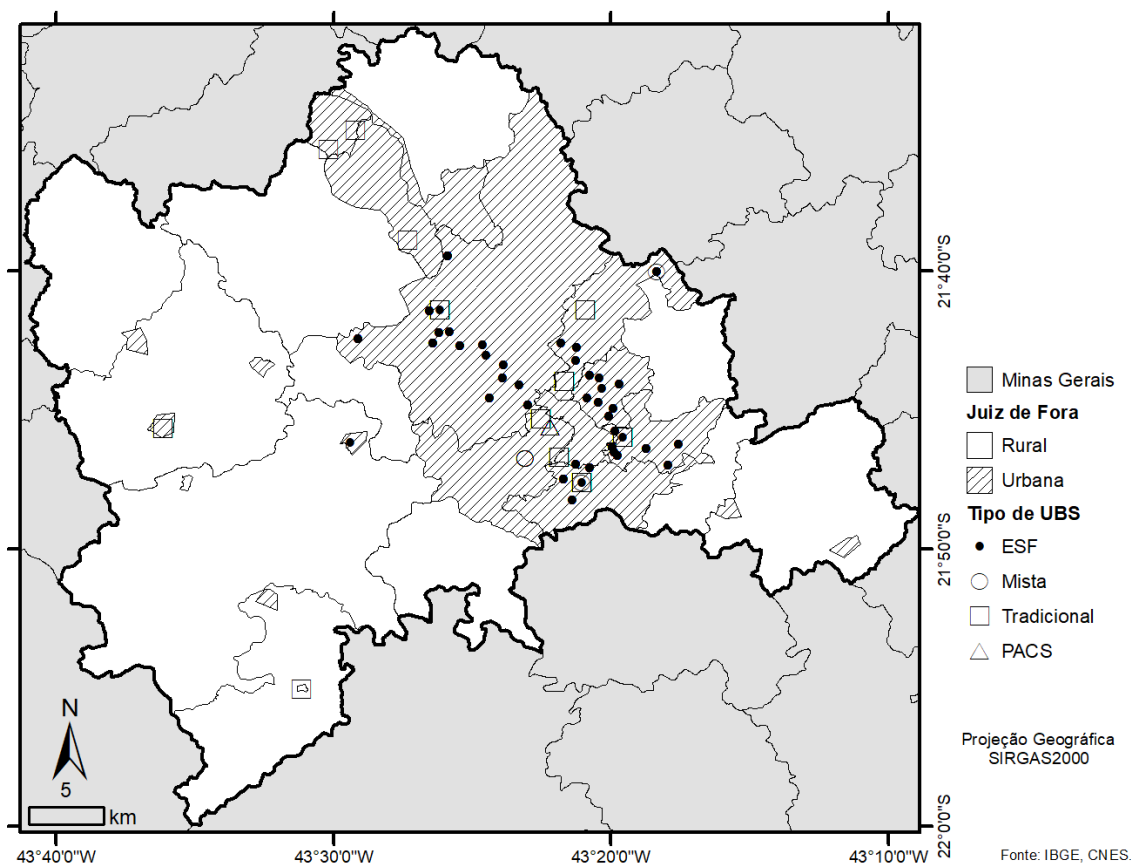 21°40'0"S
21°50'0"S
22°0'0"S
43°40'0"W
43°30'0"W
43°20'0"W
43°10'0"W
N
5
km
Minas Gerais
Juiz de Fora
Rural
Urbana
Tipo de UBS
ESF
Mista
Tradicional
PACS
Projeção Geográfica
SIRGAS2000
Fonte: IBGE, CNES.